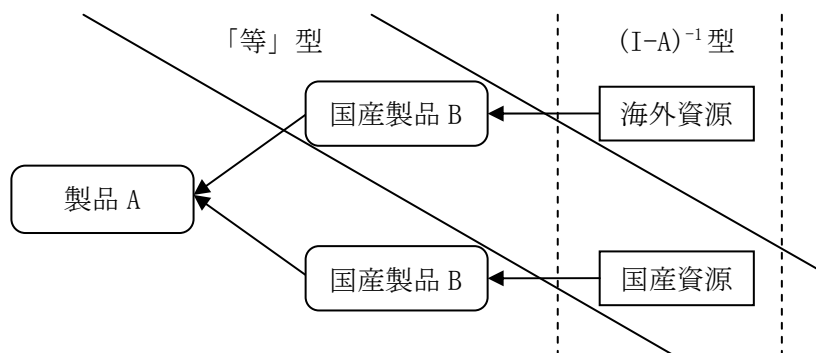 「等」型
(I-A)⁻¹型
国産製品 B
海外資源
製品 A
国産製品 B
国産資源